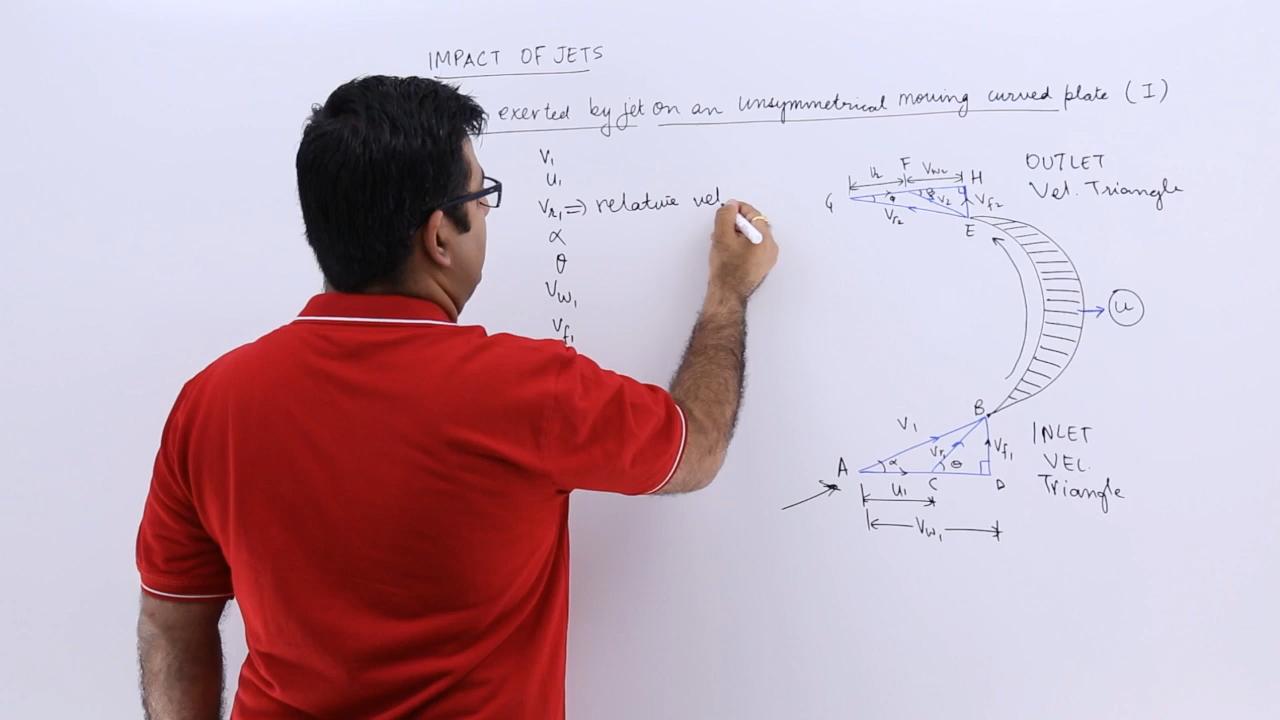 IMPACT OF JETS
exerted by jet on an unsymmetrical moving curved plate (I)
V₁
u₁
Vr₁ ⇒ relative vel.
α
θ
Vw₁
Vf₁
OUTLET
Vel. Triangle
F
H
G
E
u₂
Vw₂
Vr₂
V₂
Vf₂
φ
β
u
INLET
VEL.
Triangle
A
B
C
D
V₁
Vr₁
Vf₁
α
θ
u₁
Vw₁